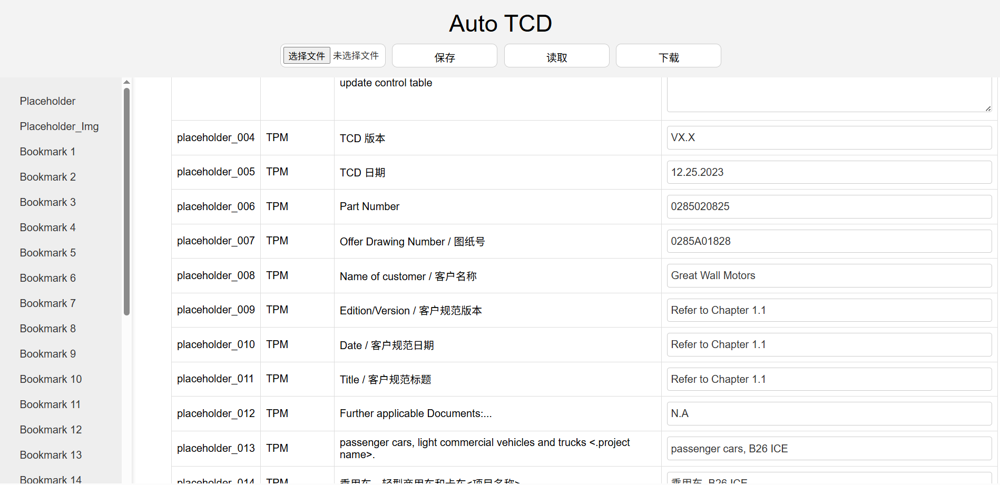 Auto TCD
选择文件 未选择文件 保存 读取 下载
Placeholder
Placeholder_Img
Bookmark 1
Bookmark 2
Bookmark 3
Bookmark 4
Bookmark 5
Bookmark 6
Bookmark 7
Bookmark 8
Bookmark 9
Bookmark 10
Bookmark 11
Bookmark 12
Bookmark 13
Bookmark 14
update control table
placeholder_004 TPM TCD 版本 VX.X
placeholder_005 TPM TCD 日期 12.25.2023
placeholder_006 TPM Part Number 0285020825
placeholder_007 TPM Offer Drawing Number / 图纸号 0285A01828
placeholder_008 TPM Name of customer / 客户名称 Great Wall Motors
placeholder_009 TPM Edition/Version / 客户规范版本 Refer to Chapter 1.1
placeholder_010 TPM Date / 客户规范日期 Refer to Chapter 1.1
placeholder_011 TPM Title / 客户规范标题 Refer to Chapter 1.1
placeholder_012 TPM Further applicable Documents:... N.A
placeholder_013 TPM passenger cars, light commercial vehicles and trucks <.project
name>. passenger cars, B26 ICE
placeholder_014 TPM 乘用车、轻型商用车和卡车<项目名称> 乘用车, B26 ICE